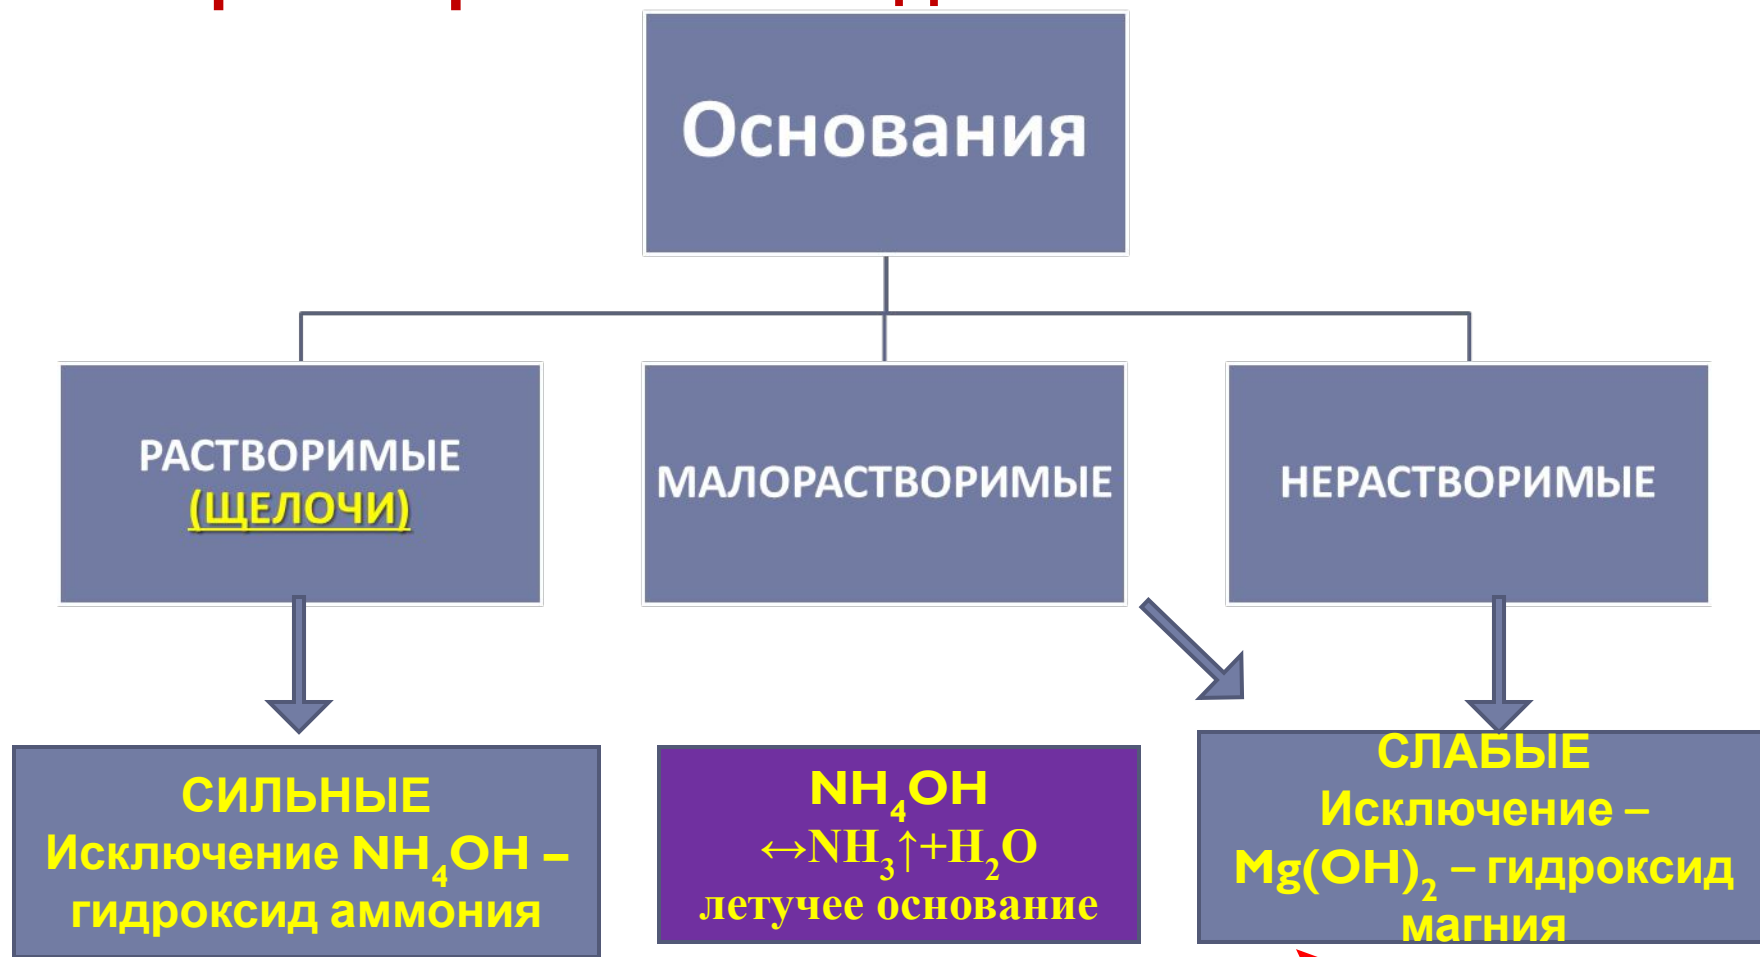 Основания
РАСТВОРИМЫЕ
(ЩЕЛОЧИ)
МАЛОРАСТВОРИМЫЕ
НЕРАСТВОРИМЫЕ
СИЛЬНЫЕ
Исключение NH₄OH –
гидроксид аммония
NH₄OH
↔NH₃↑+H₂O
летучее основание
СЛАБЫЕ
Исключение –
Mg(OH)₂ – гидроксид
магния